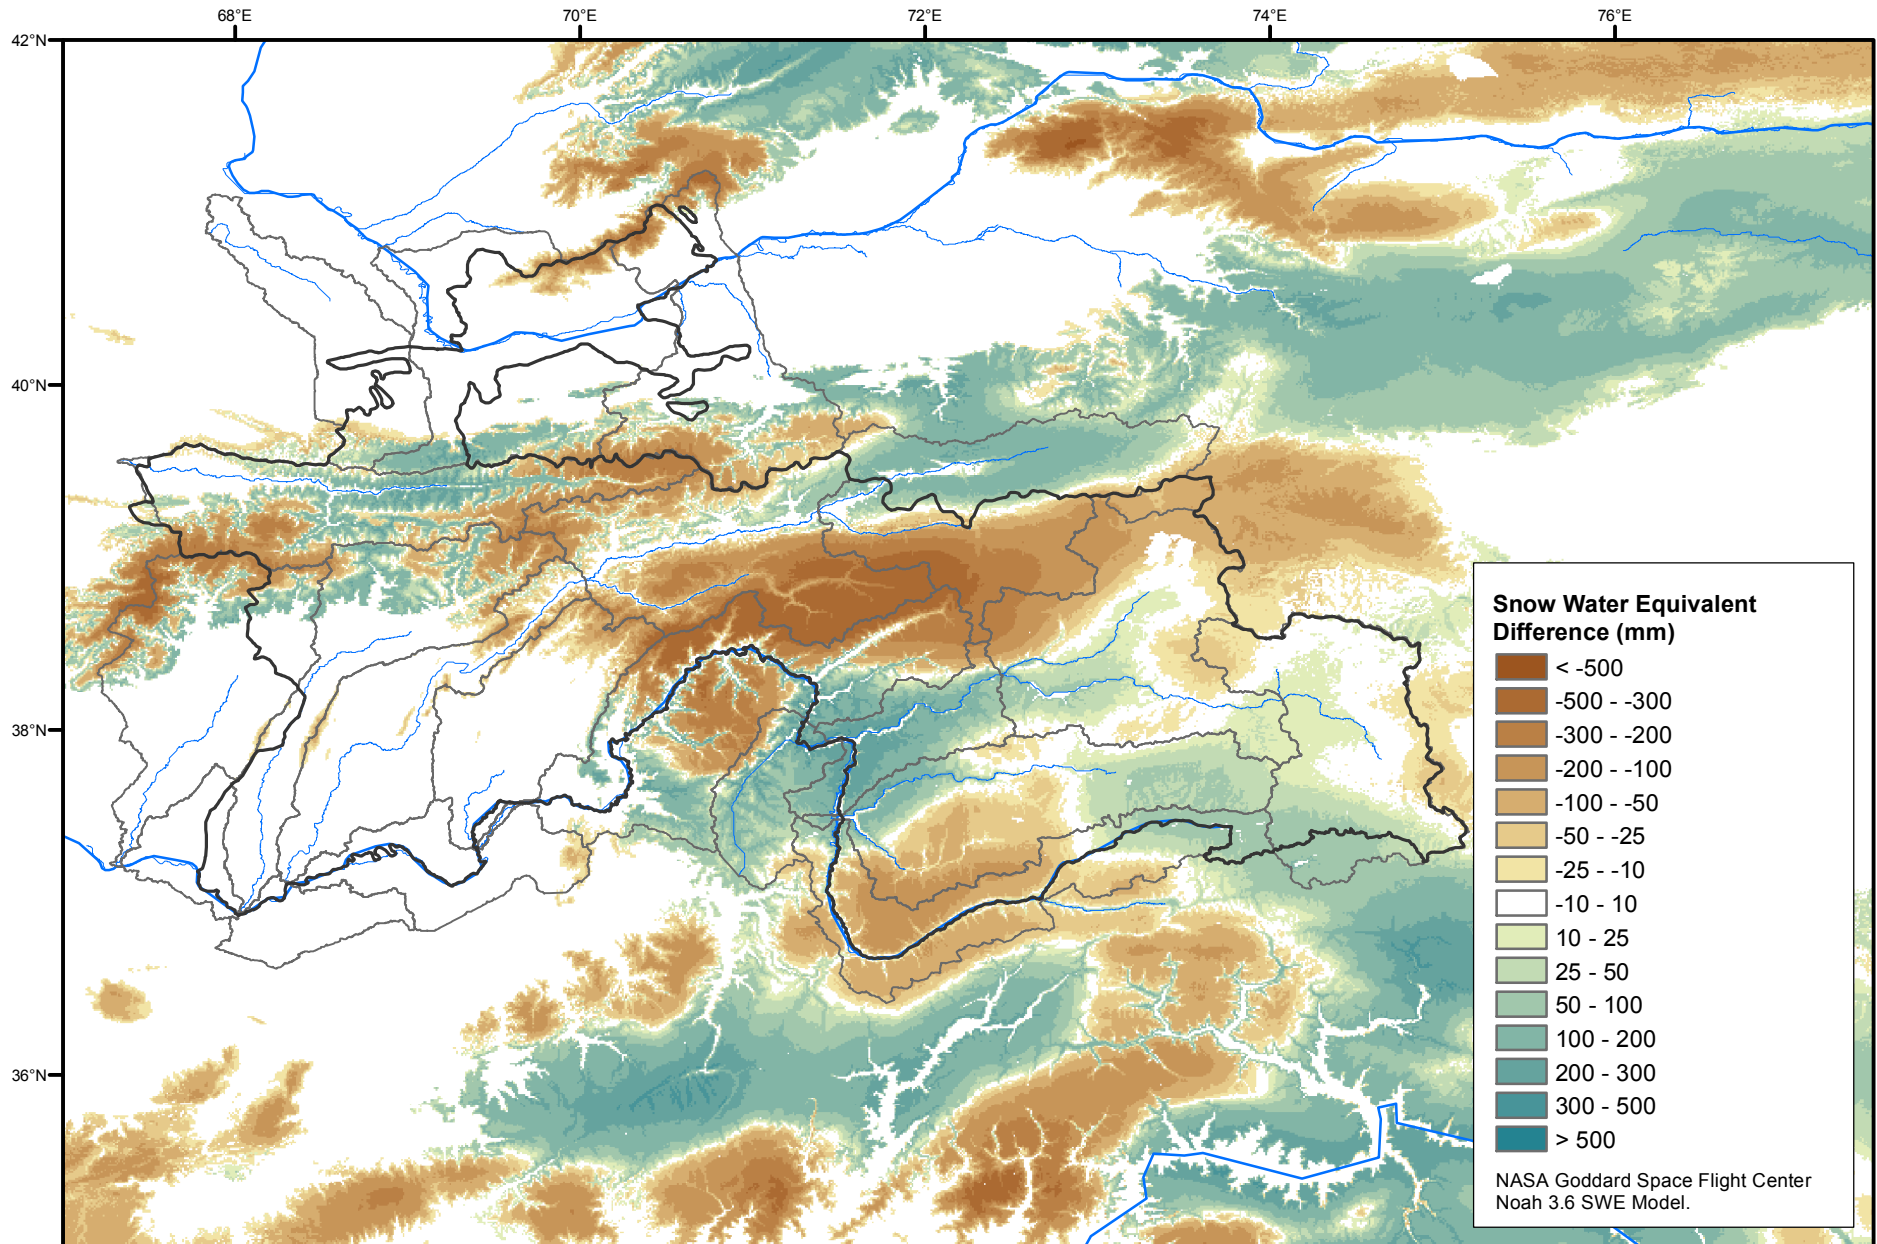 68°E 70°E 72°E 74°E 76°E
42°N
40°N
38°N
36°N
Snow Water Equivalent
Difference (mm)
< -500
-500 - -300
-300 - -200
-200 - -100
-100 - -50
-50 - -25
-25 - -10
-10 - 10
10 - 25
25 - 50
50 - 100
100 - 200
200 - 300
300 - 500
> 500
NASA Goddard Space Flight Center
Noah 3.6 SWE Model.